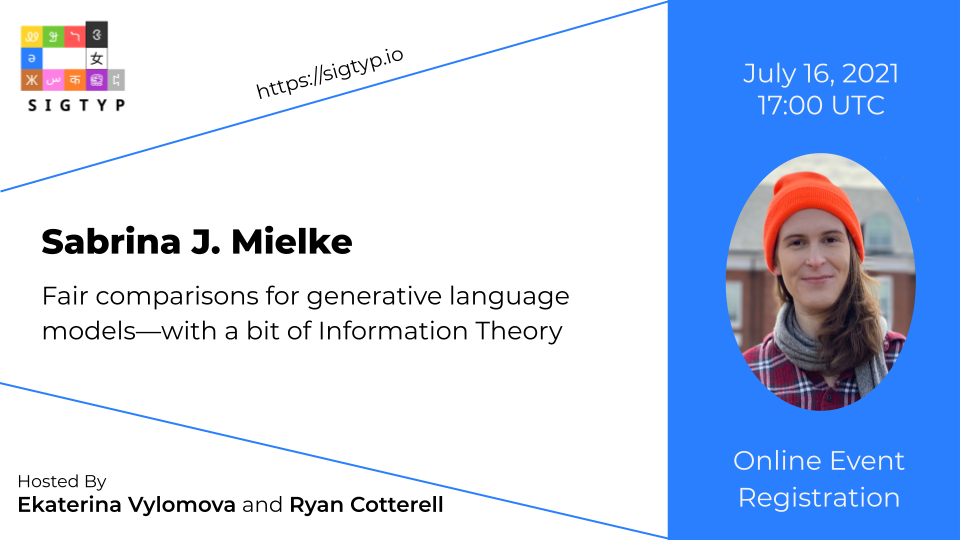 SIGTYP
https://sigtyp.io
July 16, 2021
17:00 UTC
Sabrina J. Mielke
Fair comparisons for generative language
models—with a bit of Information Theory
Hosted By
Ekaterina Vylomova and Ryan Cotterell
Online Event
Registration